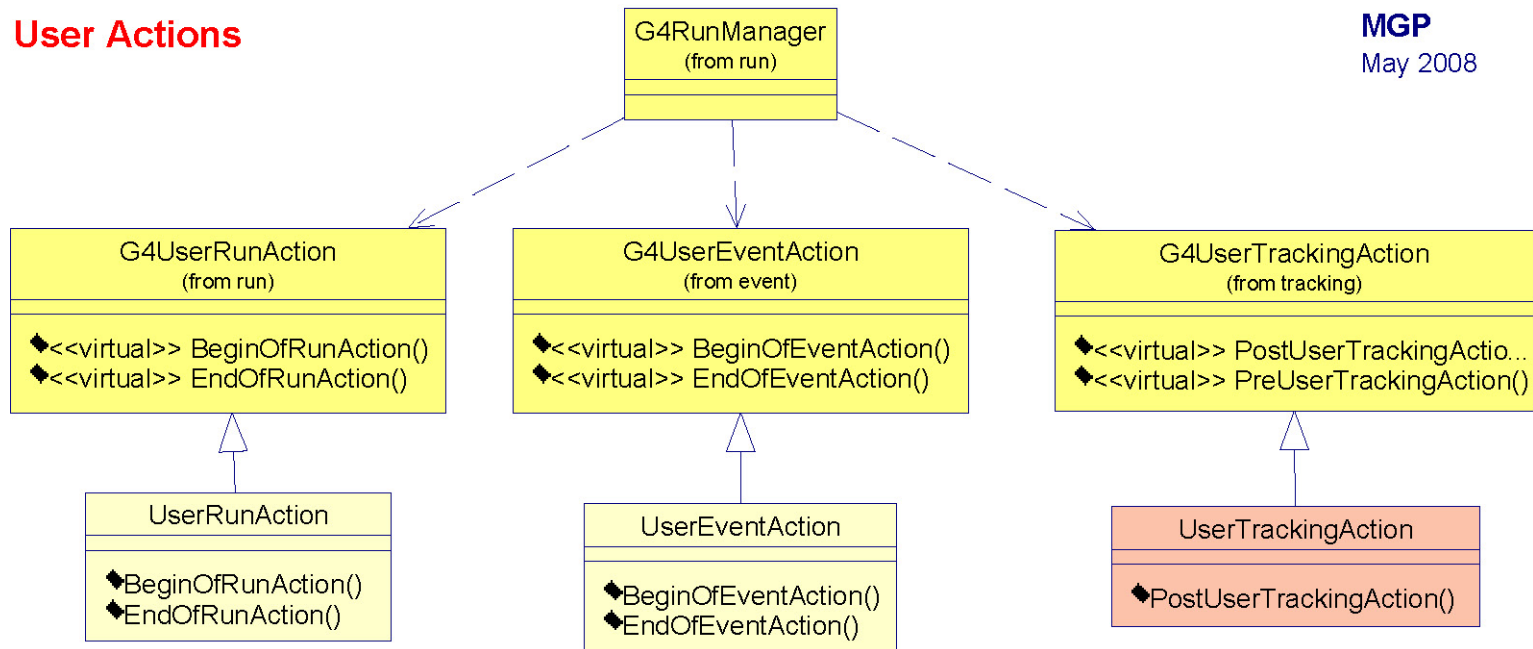 User Actions
MGP
May 2008
G4RunManager
(from run)
G4UserRunAction
(from run)
<<virtual>> BeginOfRunAction()
<<virtual>> EndOfRunAction()
G4UserEventAction
(from event)
<<virtual>> BeginOfEventAction()
<<virtual>> EndOfEventAction()
G4UserTrackingAction
(from tracking)
<<virtual>> PostUserTrackingActio...
<<virtual>> PreUserTrackingAction()
UserRunAction
BeginOfRunAction()
EndOfRunAction()
UserEventAction
BeginOfEventAction()
EndOfEventAction()
UserTrackingAction
PostUserTrackingAction()